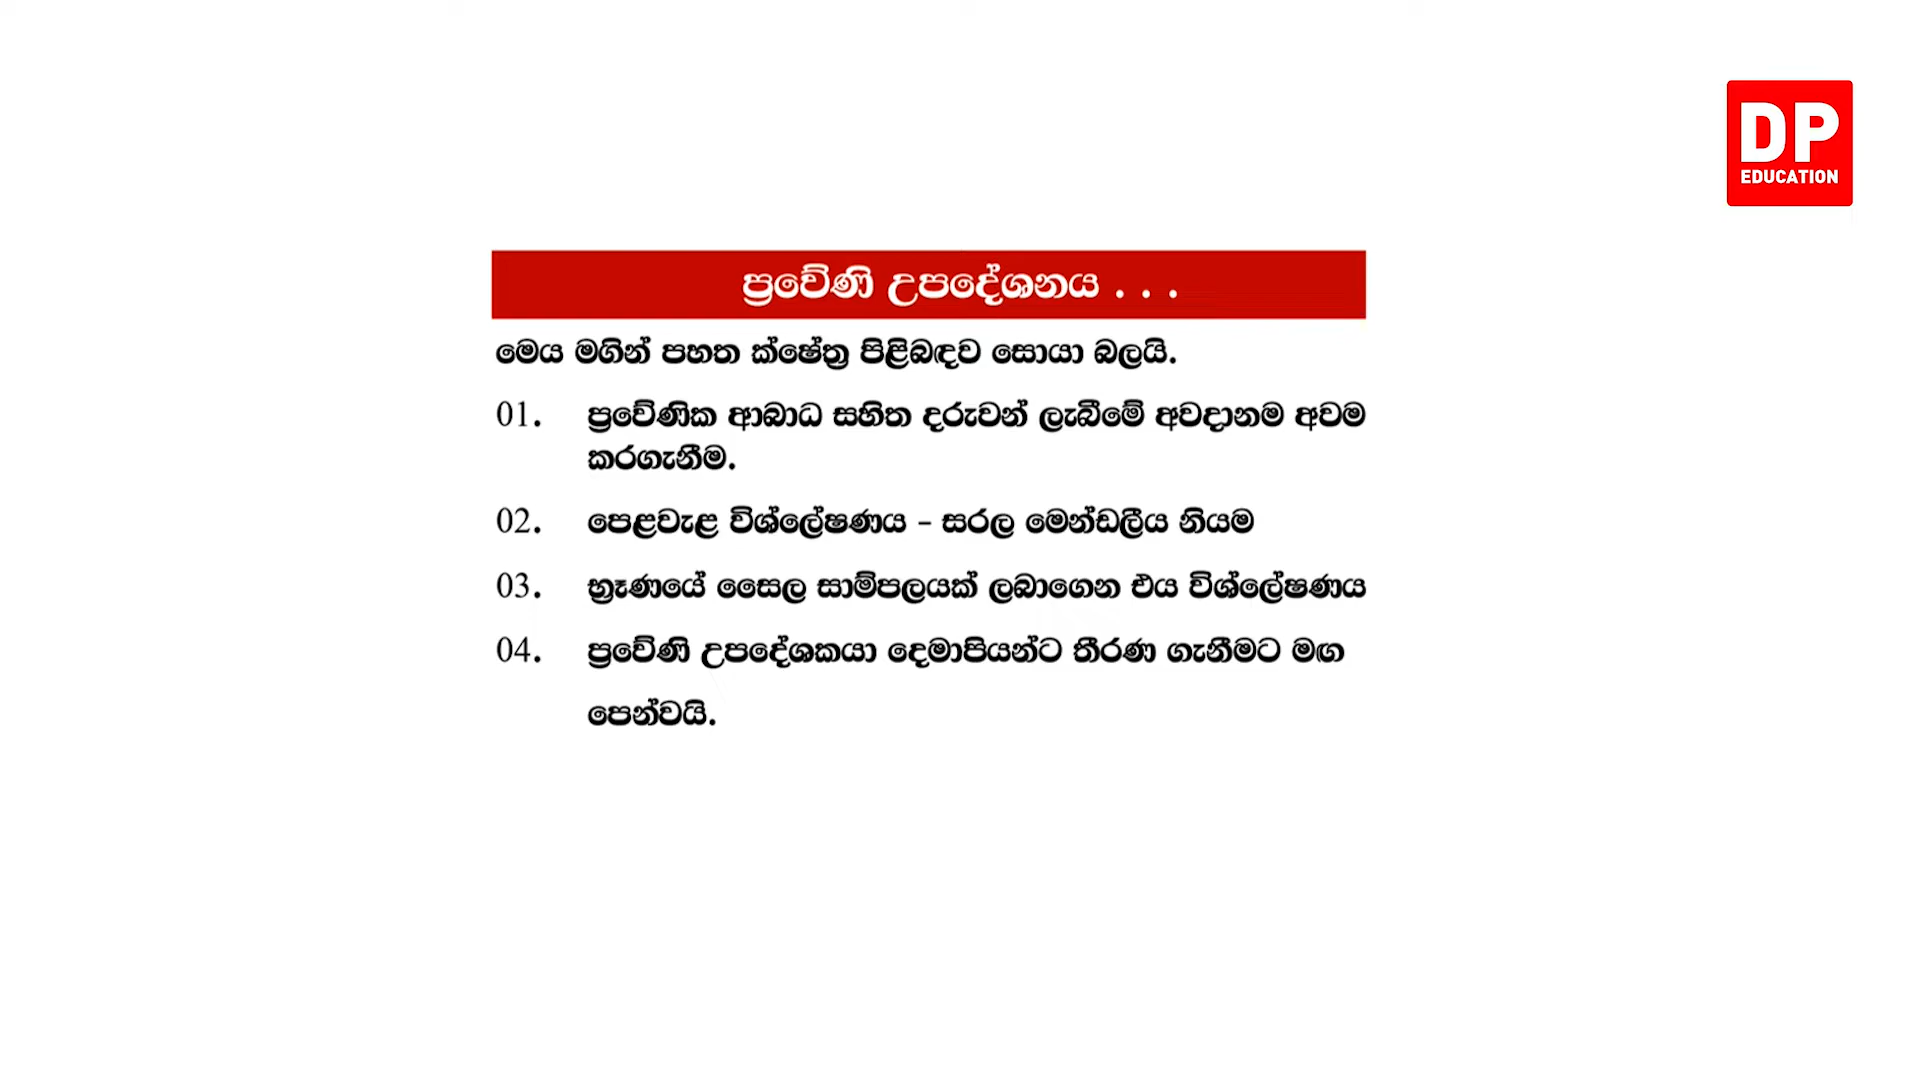 DP
EDUCATION
ප්‍රවේණි උපදේශනය . . .
මෙය මගින් පහත ක්ෂේත්‍ර පිළිබඳව සොයා බලයි.
01. ප්‍රවේණික ආබාධ සහිත දරුවන් ලැබීමේ අවදානම අවම
කරගැනීම.
02. පෙළවැළ විශ්ලේෂණය - සරල මෙන්ඩලීය නියම
03. භ්‍රෑණයේ සෛල සාම්පලයක් ලබාගෙන එය විශ්ලේෂණය
04. ප්‍රවේණි උපදේශකයා දෙමාපියන්ට තීරණ ගැනීමට මඟ
පෙන්වයි.